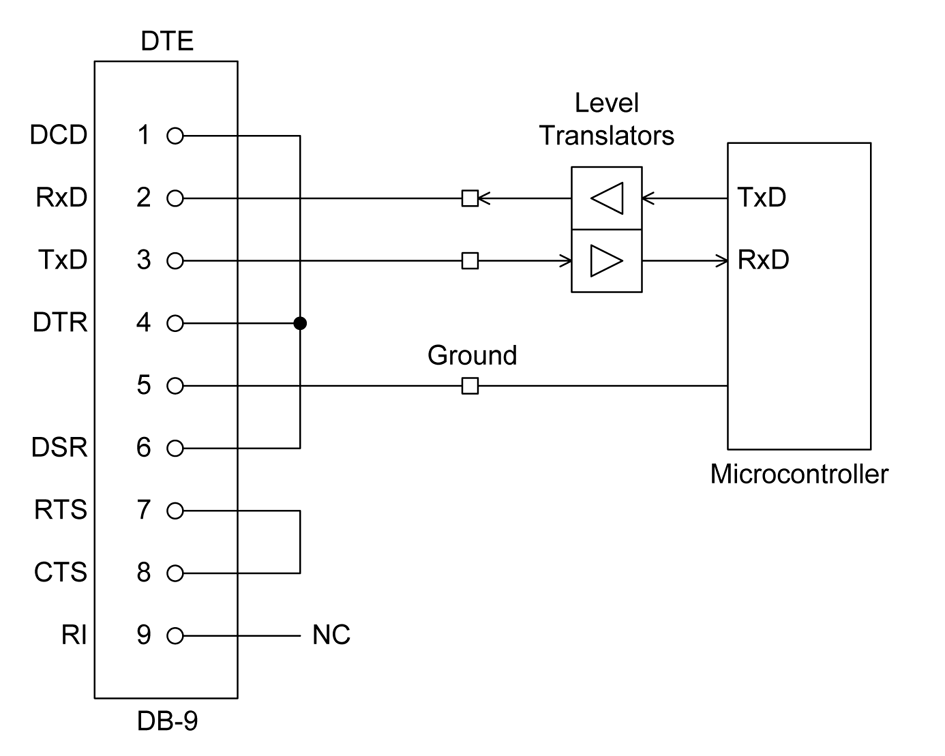 DTE
Level
Translators
DCD 1
RxD 2 TxD
TxD 3 RxD
DTR 4
Ground
5
DSR 6
Microcontroller
RTS 7
CTS 8
RI 9 NC
DB-9